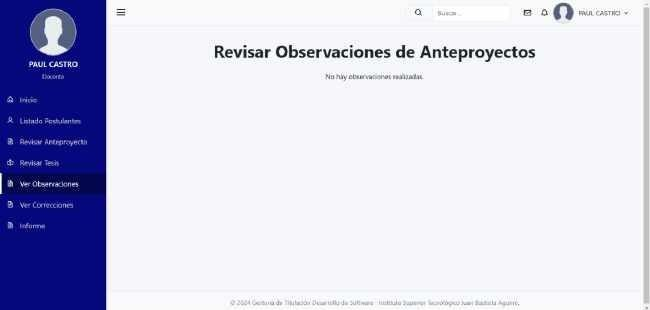 PAUL CASTRO
Docente
Inicio
Listado Postulantes
Revisar Anteproyecto
Revisar Tesis
Ver Observaciones
Ver Correcciones
Informe
Buscar...
PAUL CASTRO
Revisar Observaciones de Anteproyectos
No hay observaciones realizadas.
© 2024 Gestoria de Titulación Desarrollo de Software - Instituto Superior Tecnológico Juan Bautista Aguirre.